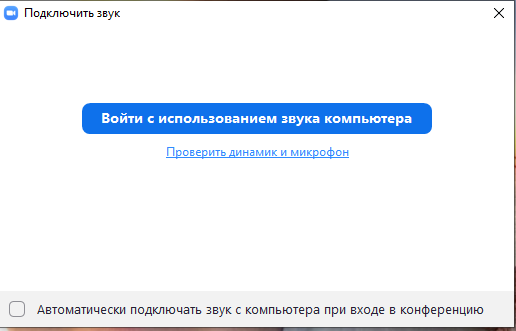 Подключить звук
Войти с использованием звука компьютера
Проверить динамик и микрофон
Автоматически подключать звук с компьютера при входе в конференцию